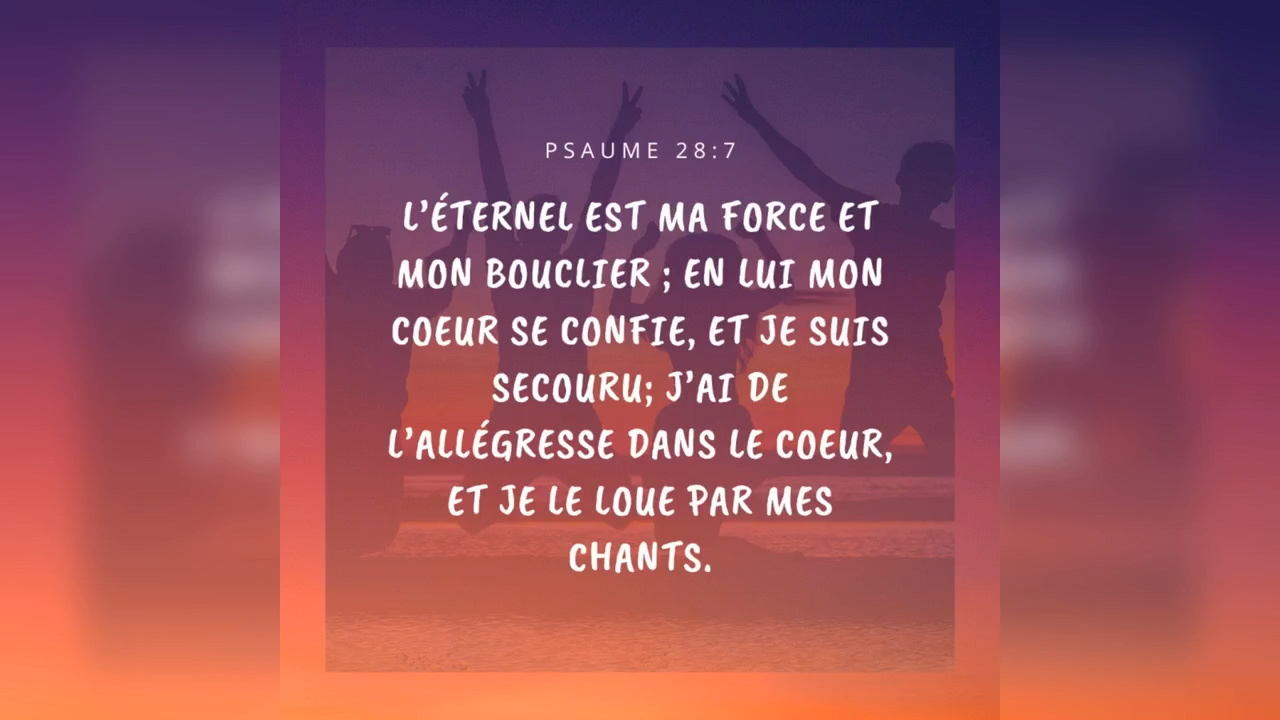 PSAUME 28:7
L'ÉTERNEL EST MA FORCE ET
MON BOUCLIER ; EN LUI MON
COEUR SE CONFIE, ET JE SUIS
SECOURU; J'AI DE
L'ALLÉGRESSE DANS LE COEUR,
ET JE LE LOUE PAR MES
CHANTS.